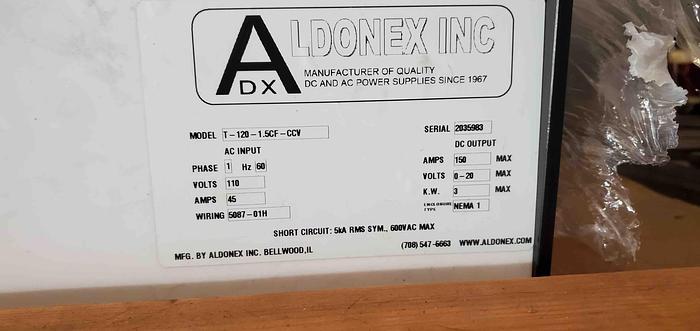 ALDONEX INC
ADX
MANUFACTURER OF QUALITY
DC AND AC POWER SUPPLIES SINCE 1967
MODEL T-120-1.5CF-CCV
SERIAL 2035983
AC INPUT
DC OUTPUT
PHASE 1 Hz 60
AMPS 150 MAX
VOLTS 110
VOLTS 0-20 MAX
AMPS 45
K.W. 3 MAX
WIRING 5087-01H
ENCLOSURE TYPE NEMA 1
SHORT CIRCUIT: 5kA RMS SYM., 600VAC MAX
MFG. BY ALDONEX INC. BELLWOOD,IL
(708) 547-6663 WWW.ALDONEX.COM